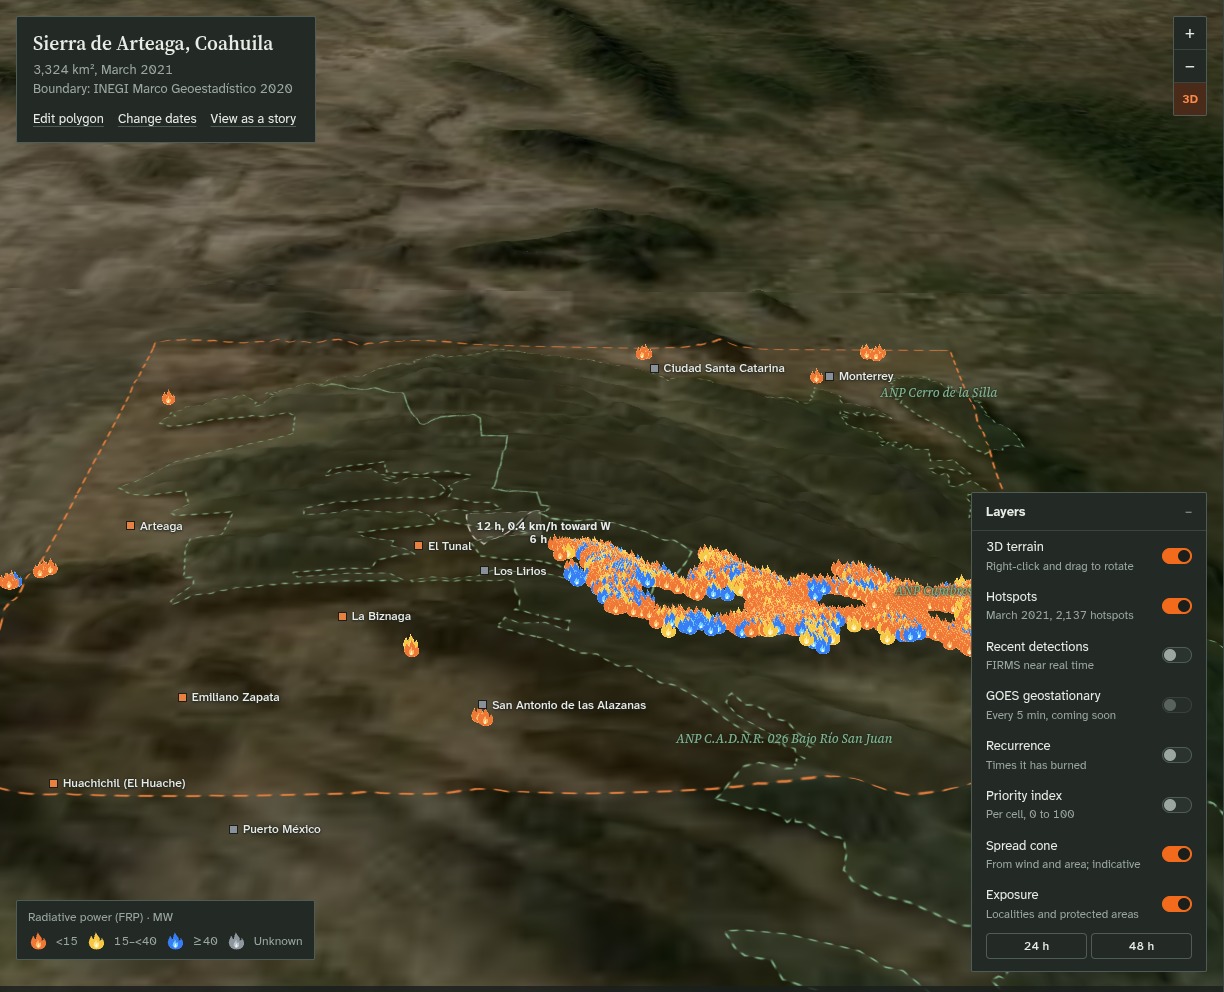 Sierra de Arteaga, Coahuila
3,324 km², March 2021
Boundary: INEGI Marco Geoestadístico 2020
Edit polygon Change dates View as a story
+
−
3D
Ciudad Santa Catarina
Monterrey
ANP Cerro de la Silla
Arteaga
12 h, 0.4 km/h toward W
6 h
El Tunal
Los Lirios
ANP Cumbres
La Biznaga
Emiliano Zapata
San Antonio de las Alazanas
ANP C.A.D.N.R. 026 Bajo Río San Juan
Huachichil (El Huache)
Puerto México
Layers −
3D terrain
Right-click and drag to rotate
Hotspots
March 2021, 2,137 hotspots
Recent detections
FIRMS near real time
GOES geostationary
Every 5 min, coming soon
Recurrence
Times it has burned
Priority index
Per cell, 0 to 100
Spread cone
From wind and area; indicative
Exposure
Localities and protected areas
24 h 48 h
Radiative power (FRP) · MW
<15 15–<40 ≥40 Unknown